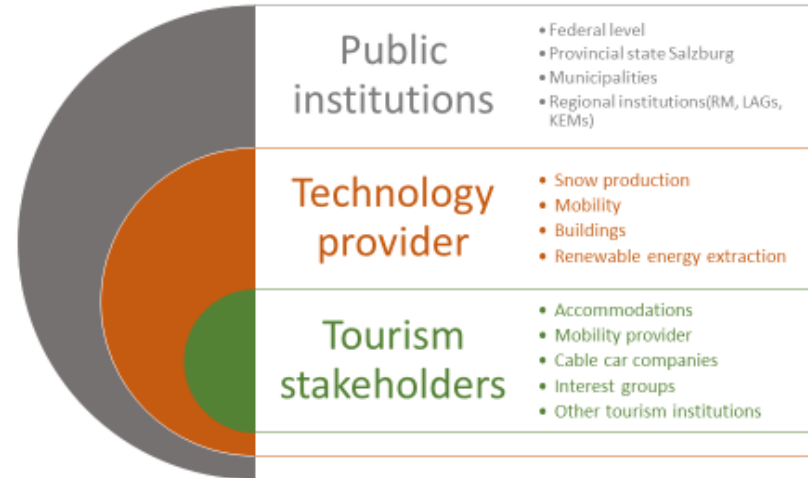 Public
institutions
• Federal level
• Provincial state Salzburg
• Municipalities
• Regional institutions(RM, LAGs,
KEMs)
Technology
provider
• Snow production
• Mobility
• Buildings
• Renewable energy extraction
Tourism
stakeholders
• Accommodations
• Mobility provider
• Cable car companies
• Interest groups
• Other tourism institutions